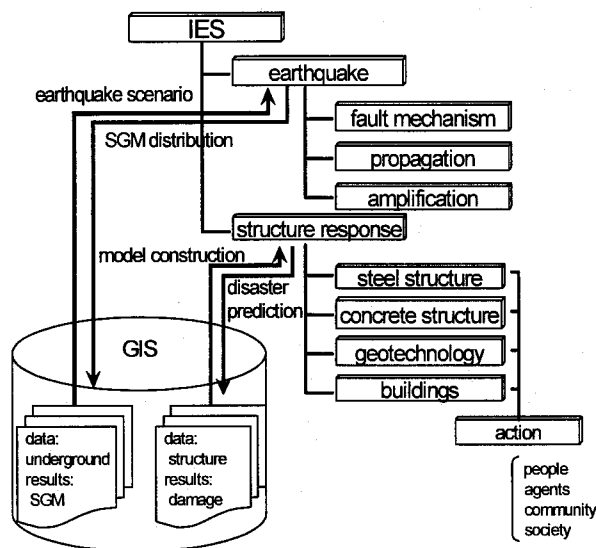 IES
earthquake
earthquake scenario
fault mechanism
SGM distribution
propagation
amplification
structure response
model construction
steel structure
disaster
prediction
concrete structure
GIS
geotechnology
buildings
action
data:
underground
results:
SGM
data:
structure
results:
damage
people
agents
community
society